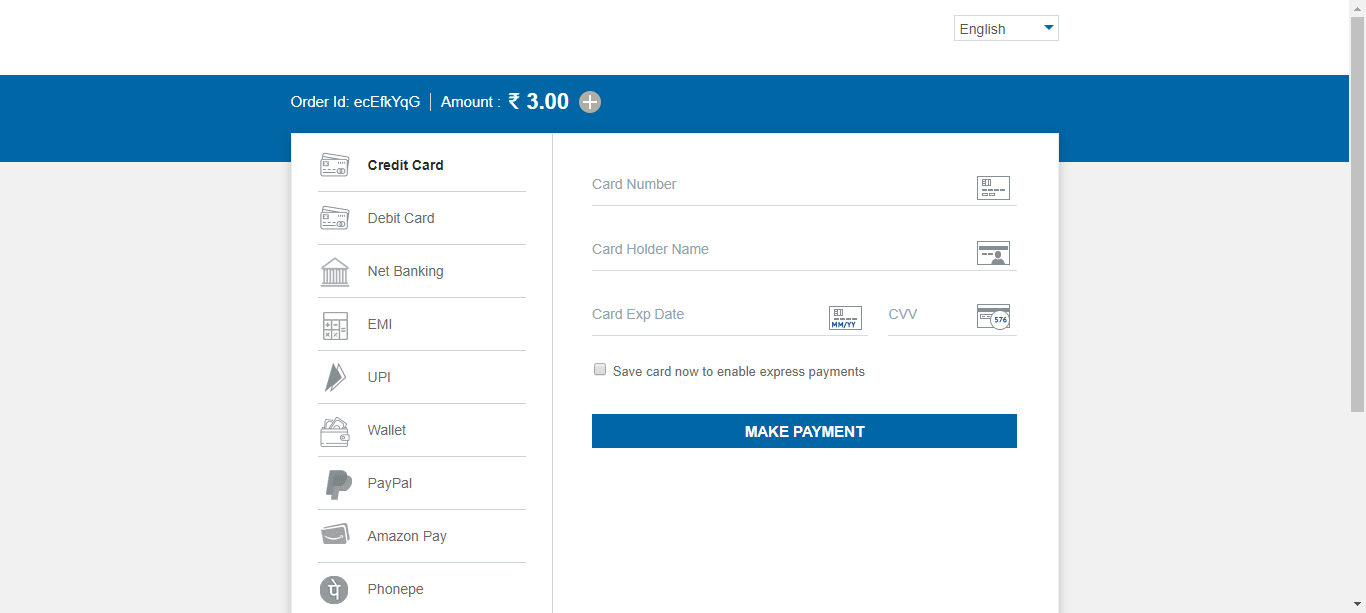 English
Order Id: ecEfkYqG | Amount : ₹ 3.00
Credit Card
Debit Card
Net Banking
EMI
UPI
Wallet
PayPal
Amazon Pay
पे
Phonepe
Card Number
Card Holder Name
Card Exp Date
MM/YY
CVV
576
Save card now to enable express payments
MAKE PAYMENT